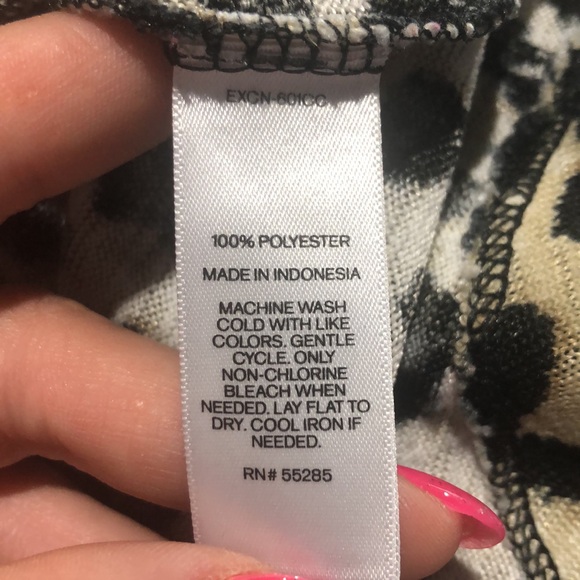 EXCN-601CC
100% POLYESTER
MADE IN INDONESIA
MACHINE WASH
COLD WITH LIKE
COLORS. GENTLE
CYCLE. ONLY
NON-CHLORINE
BLEACH WHEN
NEEDED. LAY FLAT TO
DRY. COOL IRON IF
NEEDED.
RN# 55285